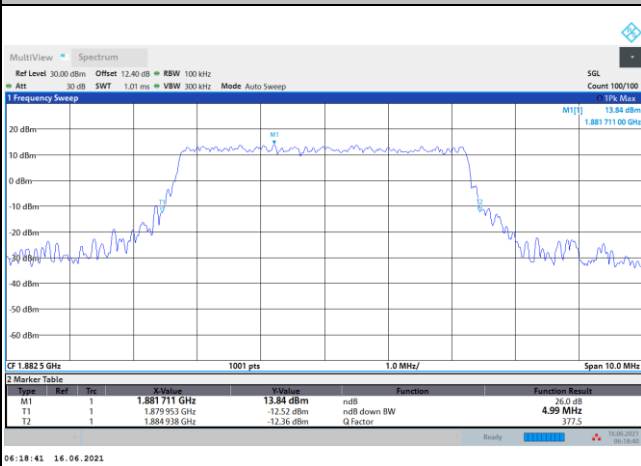 MultiView Spectrum
Ref Level 30.00 dBm Offset 12.40 dB RBW 100 kHz SGL
Att 30 dB SWT 1.01 ms VBW 300 kHz Mode Auto Sweep Count 100/100
1 Frequency Sweep 1Pk Max
M1[1] 13.84 dBm
1.881 711 00 GHz
20 dBm
M1
10 dBm
0 dBm
T1 T2
-10 dBm
-20 dBm
-30 dBm
-40 dBm
-50 dBm
-60 dBm
CF 1.882 5 GHz 1001 pts 1.0 MHz/ Span 10.0 MHz
2 Marker Table
Type Ref Trc X-Value Y-Value Function Function Result
M1 1 1.881 711 GHz 13.84 dBm ndB 26.0 dB
T1 1 1.879 953 GHz -12.52 dBm ndB down BW 4.99 MHz
T2 1 1.884 938 GHz -12.36 dBm Q Factor 377.5
Ready 16.06.2021
06:18:40
06:18:41 16.06.2021